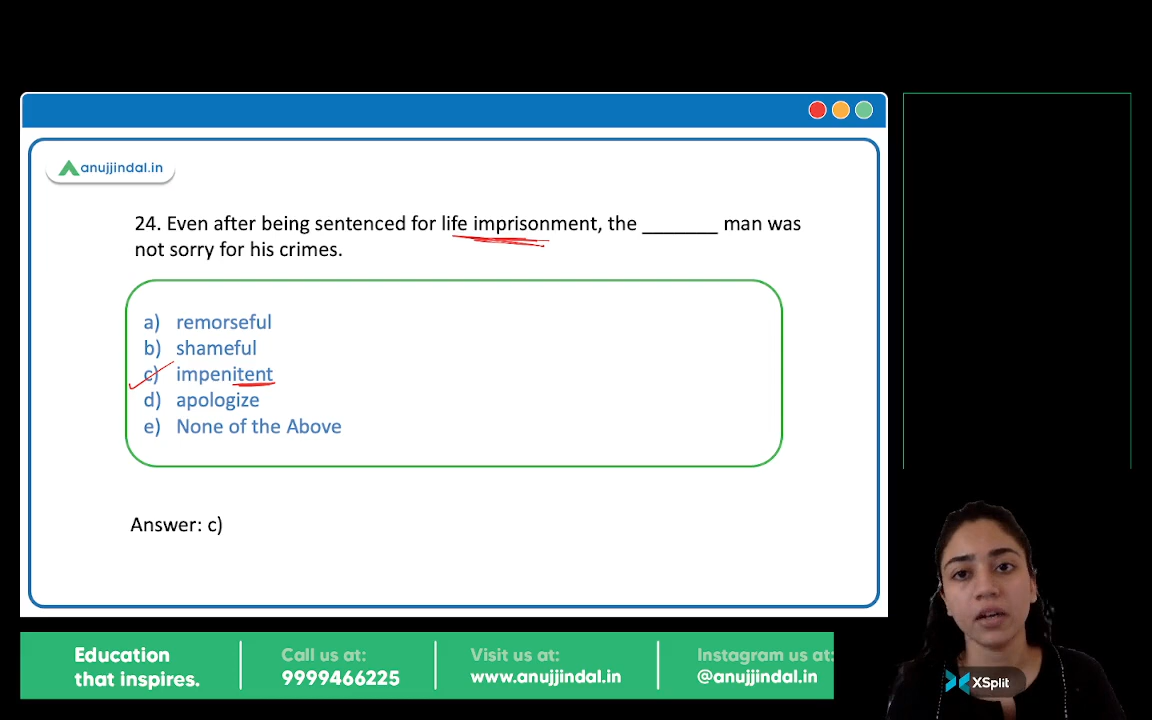 anujjindal.in
24. Even after being sentenced for life imprisonment, the _______ man was
not sorry for his crimes.
a) remorseful
b) shameful
c) impenitent
d) apologize
e) None of the Above
Answer: c)
Education
that inspires.
Call us at:
9999466225
Visit us at:
www.anujjindal.in
Instagram us at:
@anujjindal.in
XSplit